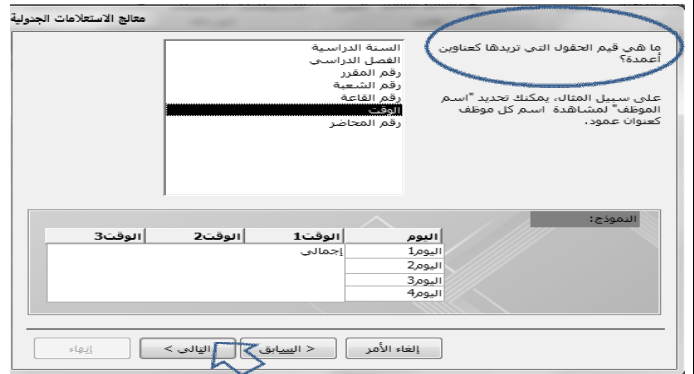 معالج الاستعلامات الجدولية
ما هي قيم الحقول التي تريدها كعناوين
أعمدة؟
على سبيل المثال، يمكنك تحديد "اسم
الموظف" لمشاهدة اسم كل موظف
كعنوان عمود.
السنة الدراسية
الفصل الدراسي
رقم المقرر
رقم الشعبة
رقم القاعة
الوقت
رقم المحاضر
النموذج:
اليوم الوقت1 الوقت2 الوقت3
اليوم1 إجمالي
اليوم2
اليوم3
اليوم4
إلغاء الأمر < السابق التالي > إنهاء